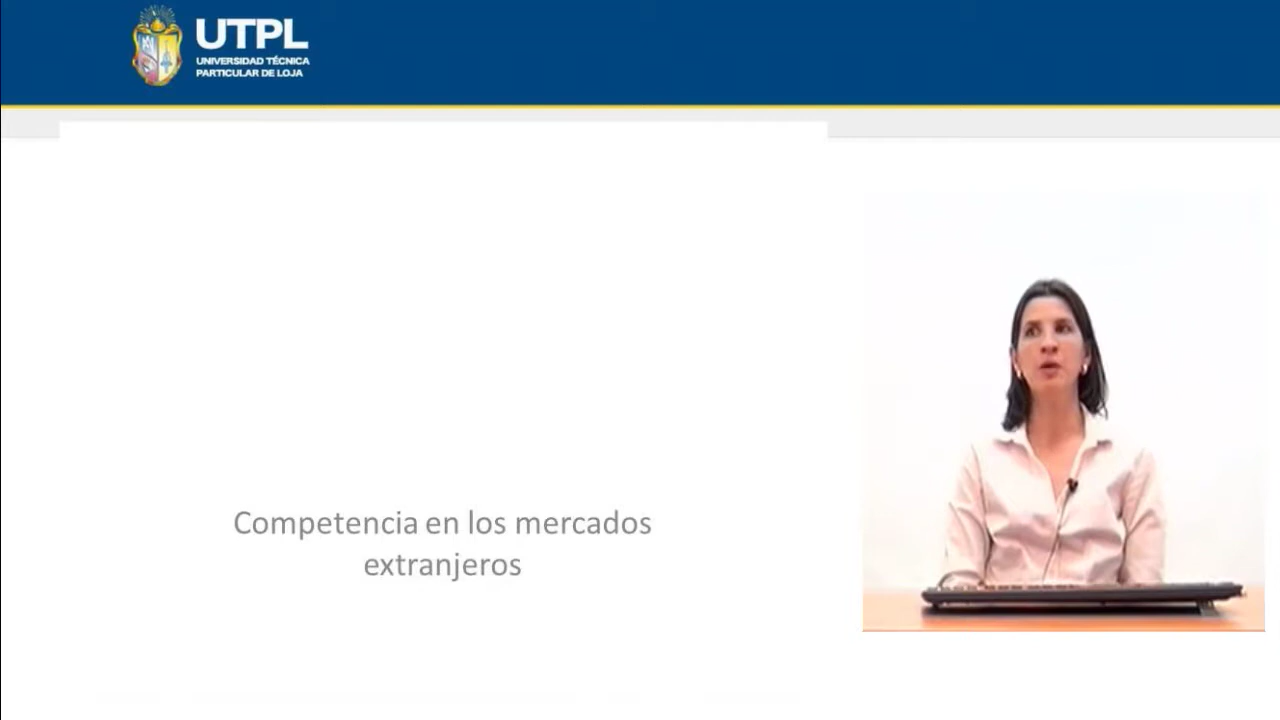 UTPL
UNIVERSIDAD TÉCNICA
PARTICULAR DE LOJA
Competencia en los mercados
extranjeros